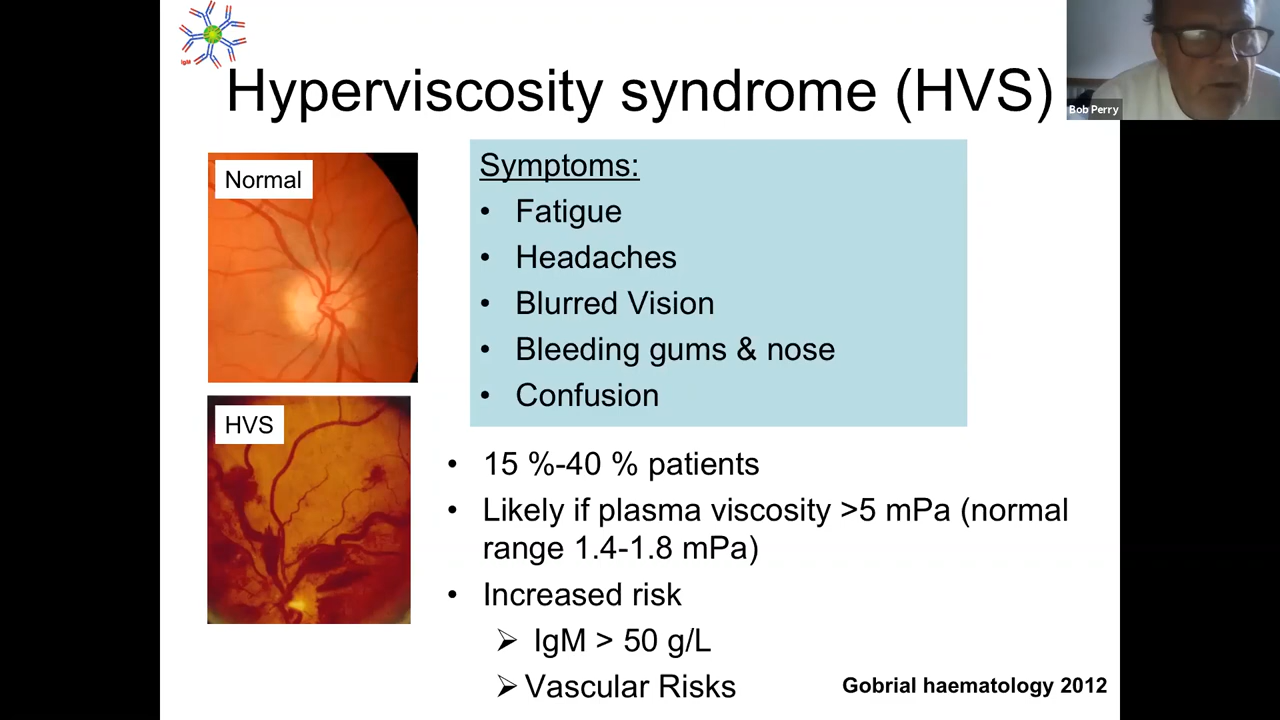 IgM
Hyperviscosity syndrome (HVS)
Bob Perry
Normal
HVS
Symptoms:
• Fatigue
• Headaches
• Blurred Vision
• Bleeding gums & nose
• Confusion
• 15 %-40 % patients
• Likely if plasma viscosity >5 mPa (normal
range 1.4-1.8 mPa)
• Increased risk
➢ IgM > 50 g/L
➢ Vascular Risks
Gobrial haematology 2012